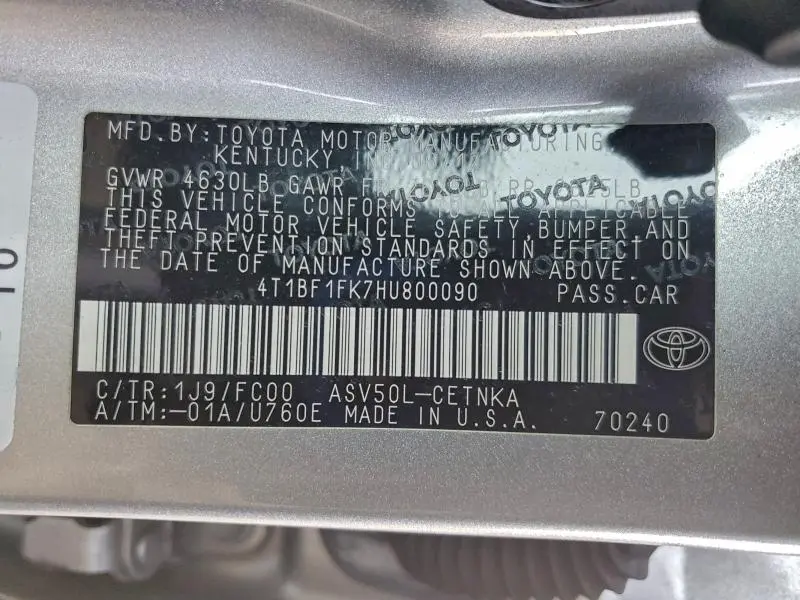 MFD. BY: TOYOTA MOTOR MANUFACTURING
KENTUCKY
GVWR 4630LB GAWR
THIS VEHICLE CONFORMS TO ALL APPLICABLE
FEDERAL MOTOR VEHICLE SAFETY, BUMPER AND
THEFT PREVENTION STANDARDS IN EFFECT ON
THE DATE OF MANUFACTURE SHOWN ABOVE.
4T1BF1FK7HU800090 PASS.CAR
C/TR:1J9/FC00 ASV50L-CETNKA
A/TM:-01A/U760E MADE IN U.S.A. 70240